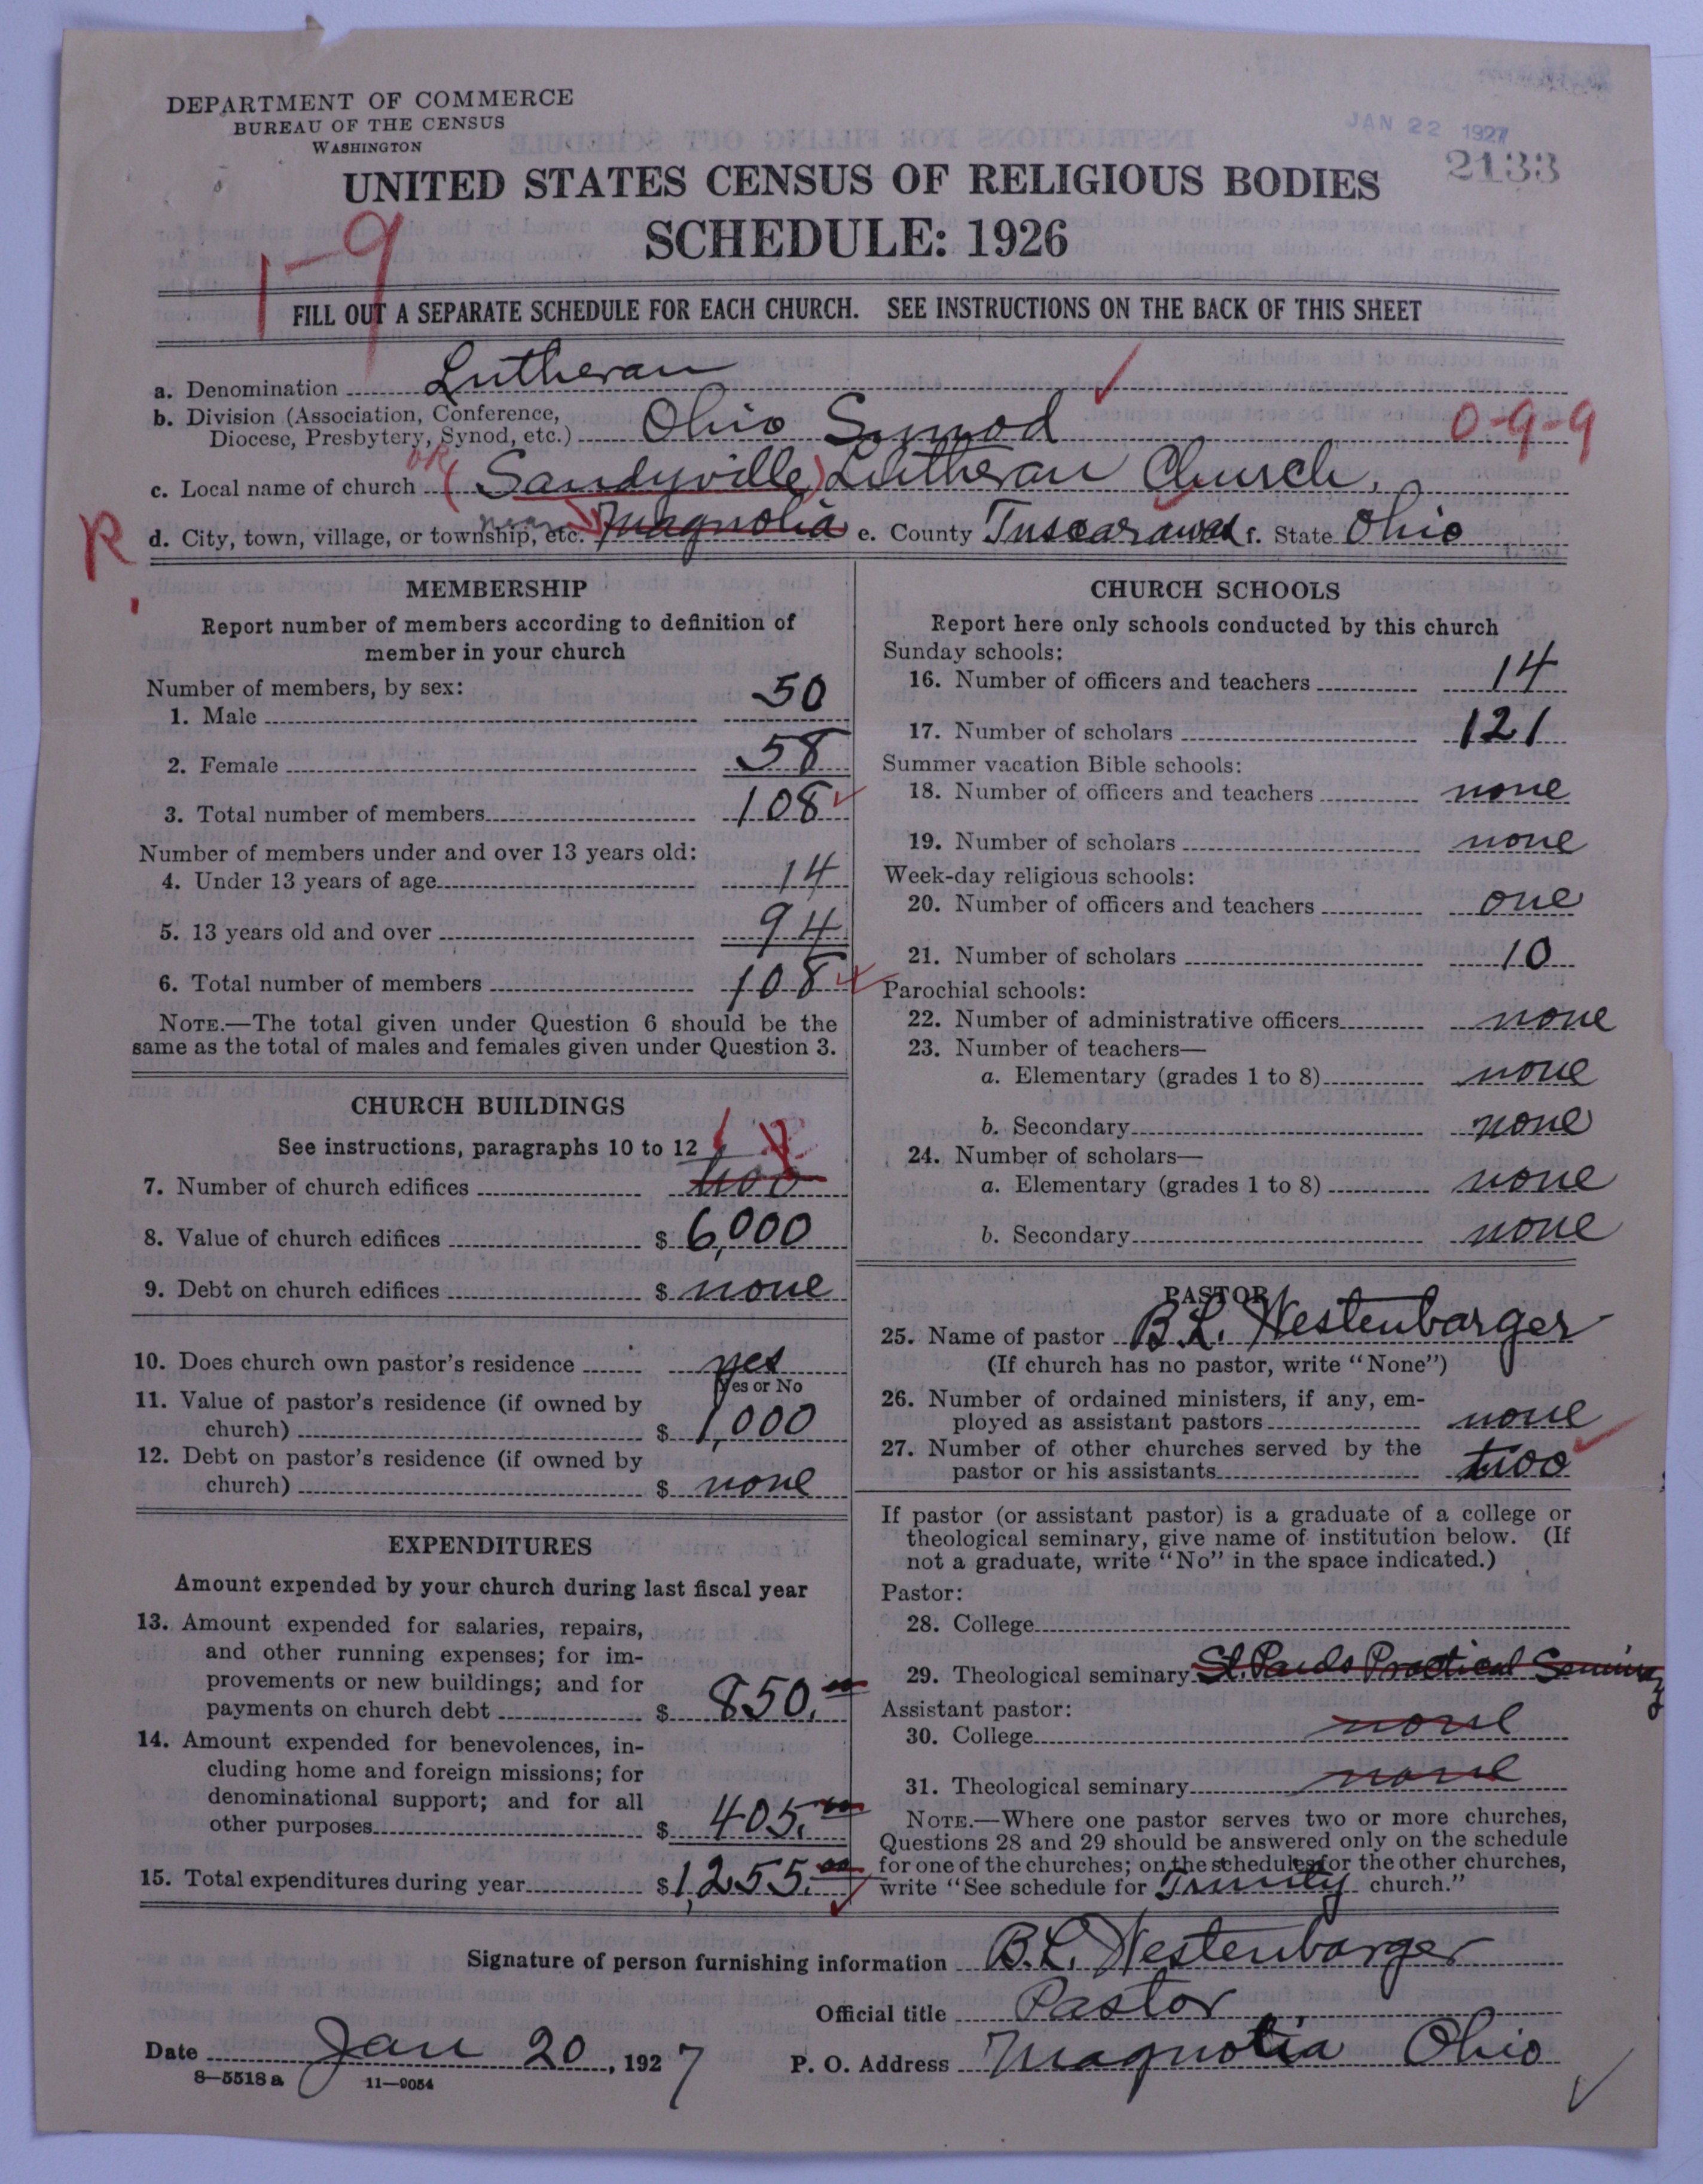 DEPARTMENT OF COMMERCE
BUREAU OF THE CENSUS
WASHINGTON
JAN 22 1927
2133
UNITED STATES CENSUS OF RELIGIOUS BODIES
SCHEDULE: 1926
1-9
FILL OUT A SEPARATE SCHEDULE FOR EACH CHURCH. SEE INSTRUCTIONS ON THE BACK OF THIS SHEET
a. Denomination Lutheran
b. Division (Association, Conference,
Diocese, Presbytery, Synod, etc.) Ohio Synod 0-9-9
c. Local name of church OK (Sandyville) Lutheran Church,
R d. City, town, village, or township, etc. near Magnolia e. County Tuscarawas f. State Ohio
MEMBERSHIP
Report number of members according to definition of
member in your church
Number of members, by sex:
1. Male 50
2. Female 58
3. Total number of members 108
Number of members under and over 13 years old:
4. Under 13 years of age 14
5. 13 years old and over 94
6. Total number of members 108
NOTE.—The total given under Question 6 should be the
same as the total of males and females given under Question 3.
CHURCH BUILDINGS
See instructions, paragraphs 10 to 12
7. Number of church edifices two 1
8. Value of church edifices $ 6,000
9. Debt on church edifices $ none
10. Does church own pastor's residence yes
Yes or No
11. Value of pastor's residence (if owned by
church) $ 1,000
12. Debt on pastor's residence (if owned by
church) $ none
EXPENDITURES
Amount expended by your church during last fiscal year
13. Amount expended for salaries, repairs,
and other running expenses; for im-
provements or new buildings; and for
payments on church debt $ 850.00
14. Amount expended for benevolences, in-
cluding home and foreign missions; for
denominational support; and for all
other purposes $ 405.00
15. Total expenditures during year $1,255.00
CHURCH SCHOOLS
Report here only schools conducted by this church
Sunday schools:
16. Number of officers and teachers 14
17. Number of scholars 121
Summer vacation Bible schools:
18. Number of officers and teachers none
19. Number of scholars none
Week-day religious schools:
20. Number of officers and teachers one
21. Number of scholars 10
Parochial schools:
22. Number of administrative officers none
23. Number of teachers—
a. Elementary (grades 1 to 8) none
b. Secondary none
24. Number of scholars—
a. Elementary (grades 1 to 8) none
b. Secondary none
PASTOR
25. Name of pastor B.L. Westenbarger
(If church has no pastor, write "None")
26. Number of ordained ministers, if any, em-
ployed as assistant pastors none
27. Number of other churches served by the
pastor or his assistants two
If pastor (or assistant pastor) is a graduate of a college or
theological seminary, give name of institution below. (If
not a graduate, write "No" in the space indicated.)
Pastor:
28. College
29. Theological seminary St. Pauls Practical Seminary
Assistant pastor:
30. College none
31. Theological seminary none
NOTE.—Where one pastor serves two or more churches,
Questions 28 and 29 should be answered only on the schedule
for one of the churches; on the schedules for the other churches,
write "See schedule for Trinity church."
Signature of person furnishing information B.L. Westenbarger
Official title Pastor
Date Jan 20, 1927 P. O. Address Magnolia Ohio
8-5518 a 11-9054